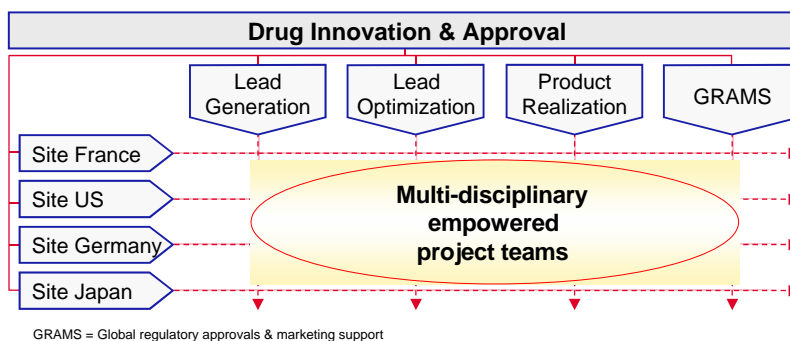 Drug Innovation & Approval
Lead
Generation
Lead
Optimization
Product
Realization
GRAMS
Site France
Site US
Site Germany
Site Japan
Multi-disciplinary
empowered
project teams
GRAMS = Global regulatory approvals & marketing support